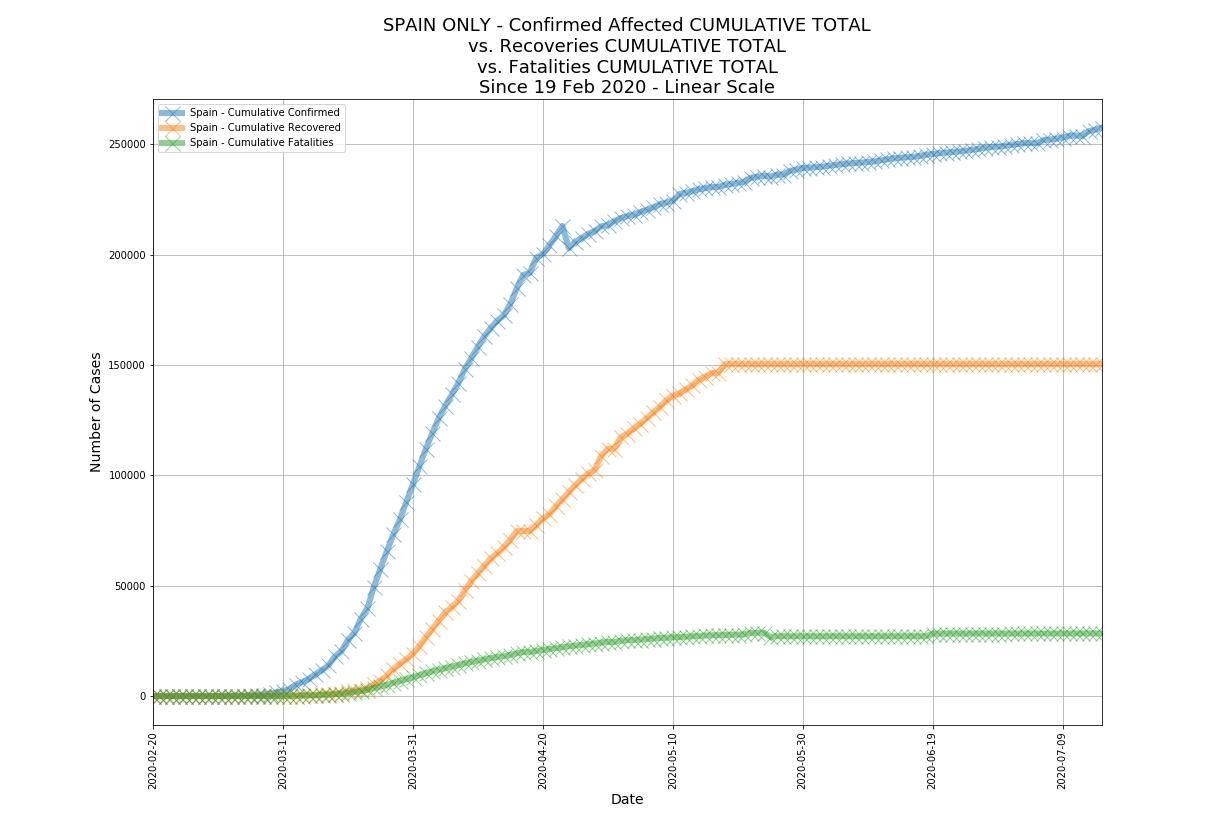 SPAIN ONLY - Confirmed Affected CUMULATIVE TOTAL
vs. Recoveries CUMULATIVE TOTAL
vs. Fatalities CUMULATIVE TOTAL
Since 19 Feb 2020 - Linear Scale
Spain - Cumulative Confirmed
Spain - Cumulative Recovered
Spain - Cumulative Fatalities
Number of Cases
250000
200000
150000
100000
50000
0
2020-02-20
2020-03-11
2020-03-31
2020-04-20
2020-05-10
2020-05-30
2020-06-19
2020-07-09
Date